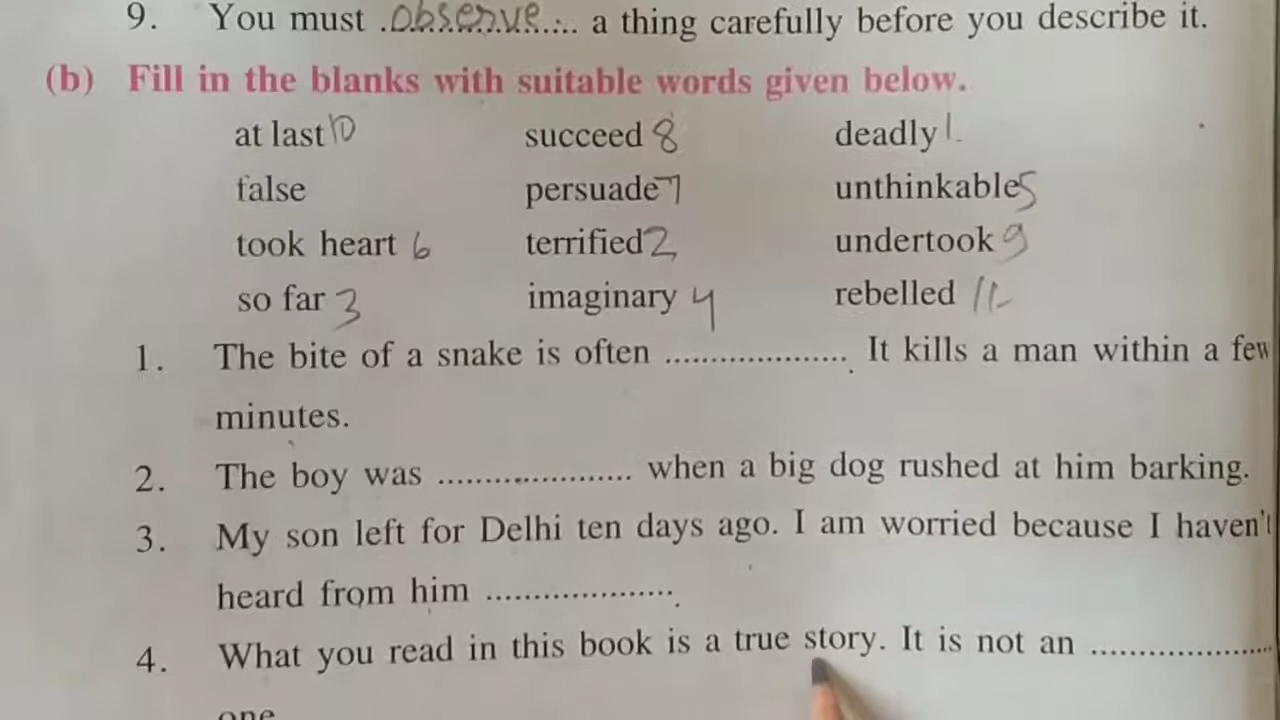 9. You must .observe.... a thing carefully before you describe it.
(b) Fill in the blanks with suitable words given below.
at last 10 succeed 8 deadly 1.
false persuade 7 unthinkable 5
took heart 6 terrified 2 undertook 9
so far 3 imaginary 4 rebelled
1. The bite of a snake is often .................... It kills a man within a few
minutes.
2. The boy was ..................... when a big dog rushed at him barking.
3. My son left for Delhi ten days ago. I am worried because I haven't
heard from him .....................
4. What you read in this book is a true story. It is not an ....................
one